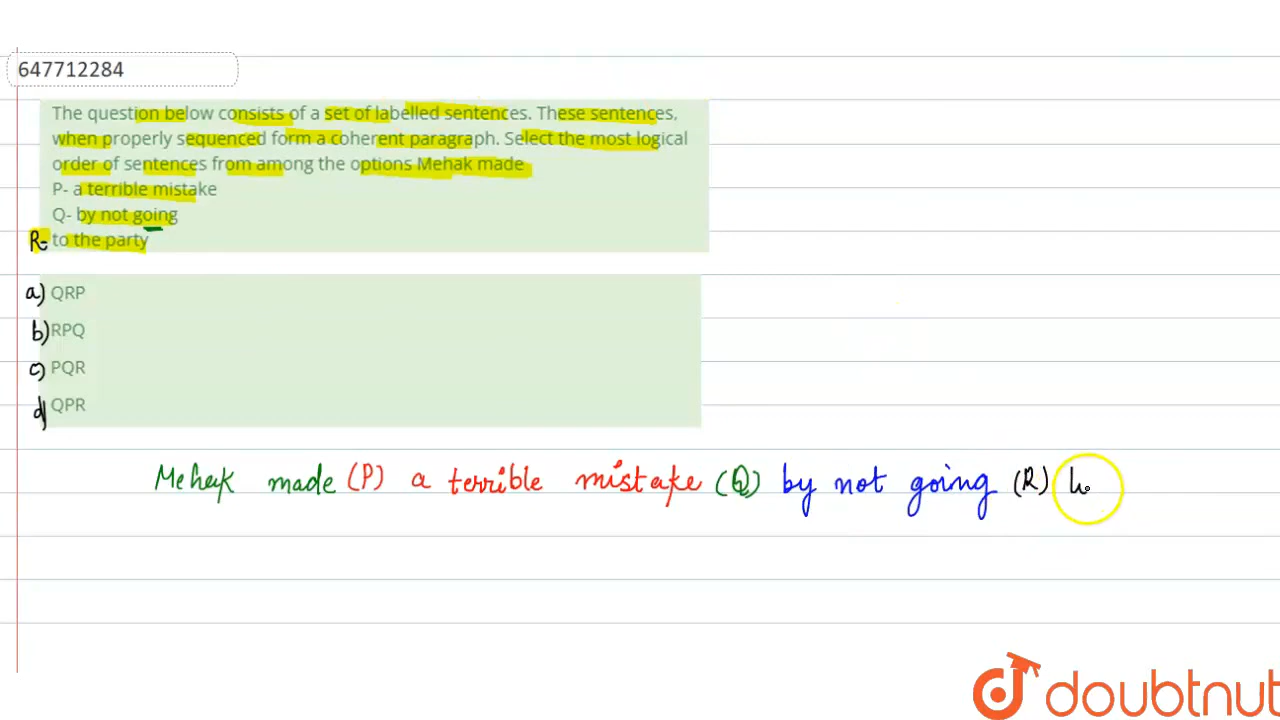 647712284
The question below consists of a set of labelled sentences. These sentences,
when properly sequenced form a coherent paragraph. Select the most logical
order of sentences from among the options Mehak made
P- a terrible mistake
Q- by not going
R- to the party
a) QRP
b) RPQ
c) PQR
d) QPR
Mehak made (P) a terrible mistake (Q) by not going (R)
doubtnut